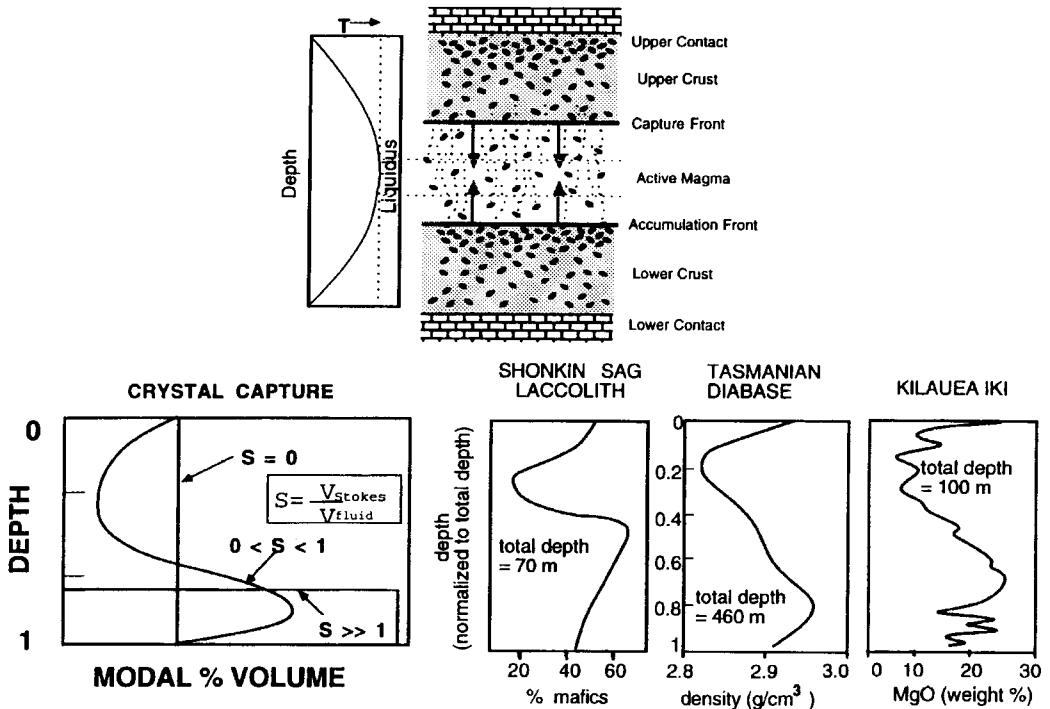 T
Depth
Liquidus
Upper Contact
Upper Crust
Capture Front
Active Magma
Accumulation Front
Lower Crust
Lower Contact
CRYSTAL CAPTURE
0
DEPTH
1
S = 0
S = VStokes / Vfluid
0 < S < 1
S >> 1
MODAL % VOLUME
SHONKIN SAG
LACCOLITH
depth
(normalized to total depth)
total depth
= 70 m
20 40 60
% mafics
TASMANIAN
DIABASE
0
0.2
0.4
0.6
0.8
1
total depth
= 460 m
2.8 2.9 3.0
density (g/cm³)
KILAUEA IKI
total depth
= 100 m
0 10 20 30
MgO (weight %)